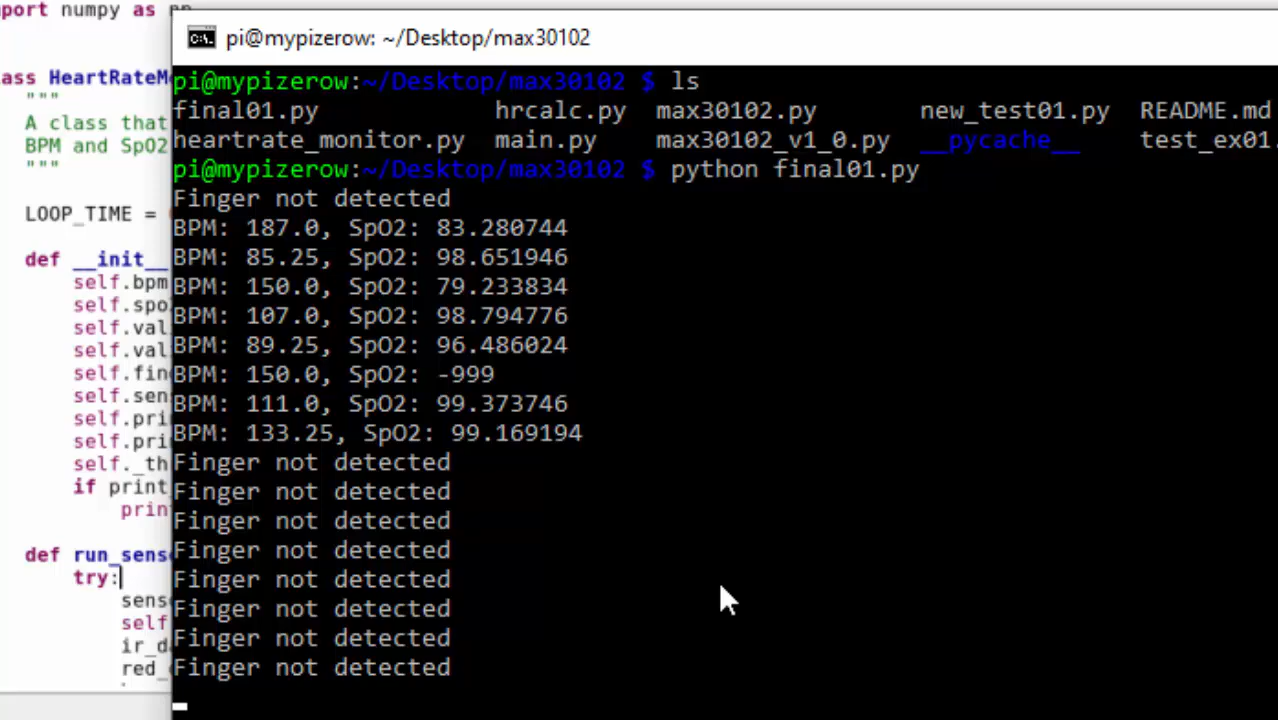 port numpy as
pi@mypizerow: ~/Desktop/max30102
ass HeartRateM
"""
A class that
BPM and SpO2
"""
LOOP_TIME =
def __init__
self.bpm
self.spo
self.val
self.val
self.fin
self.sen
self.pri
self.pri
self._th
if print
prin
def run_sens
try:
sens
self
ir_d
red_
pi@mypizerow:~/Desktop/max30102 $ ls
final01.py hrcalc.py max30102.py new_test01.py README.md
heartrate_monitor.py main.py max30102_v1_0.py __pycache__ test_ex01.
pi@mypizerow:~/Desktop/max30102 $ python final01.py
Finger not detected
BPM: 187.0, SpO2: 83.280744
BPM: 85.25, SpO2: 98.651946
BPM: 150.0, SpO2: 79.233834
BPM: 107.0, SpO2: 98.794776
BPM: 89.25, SpO2: 96.486024
BPM: 150.0, SpO2: -999
BPM: 111.0, SpO2: 99.373746
BPM: 133.25, SpO2: 99.169194
Finger not detected
Finger not detected
Finger not detected
Finger not detected
Finger not detected
Finger not detected
Finger not detected
Finger not detected